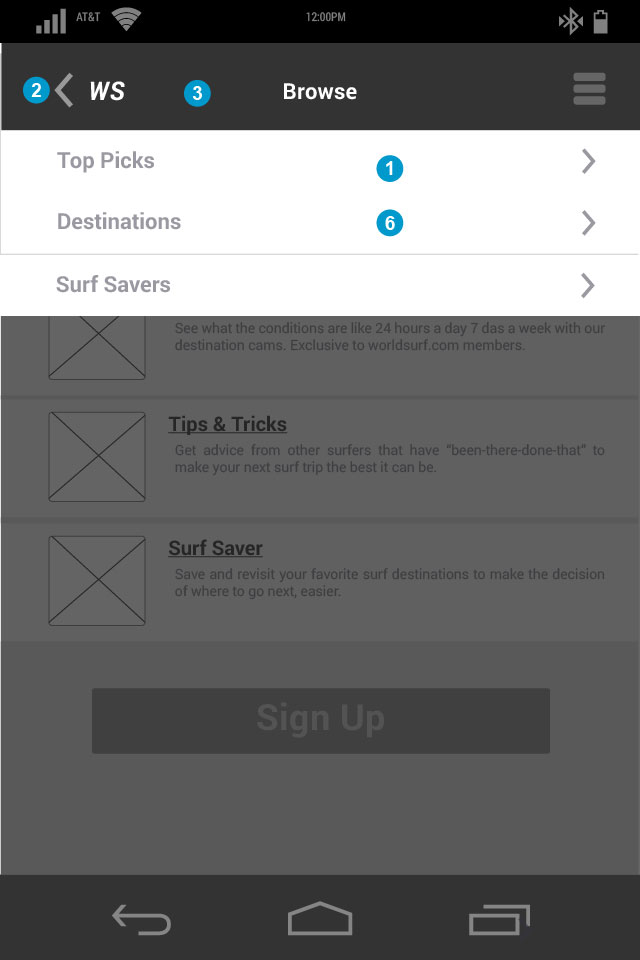 AT&T 12:00PM
2 WS 3 Browse
Top Picks 1
Destinations 6
Surf Savers
See what the conditions are like 24 hours a day 7 das a week with our
destination cams. Exclusive to worldsurf.com members.
Tips & Tricks
Get advice from other surfers that have “been-there-done-that” to
make your next surf trip the best it can be.
Surf Saver
Save and revisit your favorite surf destinations to make the decision
of where to go next, easier.
Sign Up